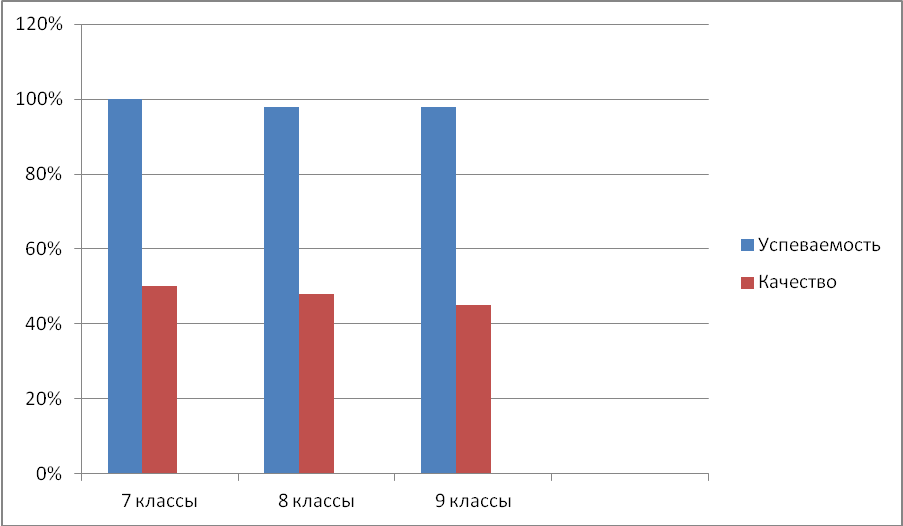 120%
100%
80%
60%
40%
20%
0%
7 классы
8 классы
9 классы
Успеваемость
Качество